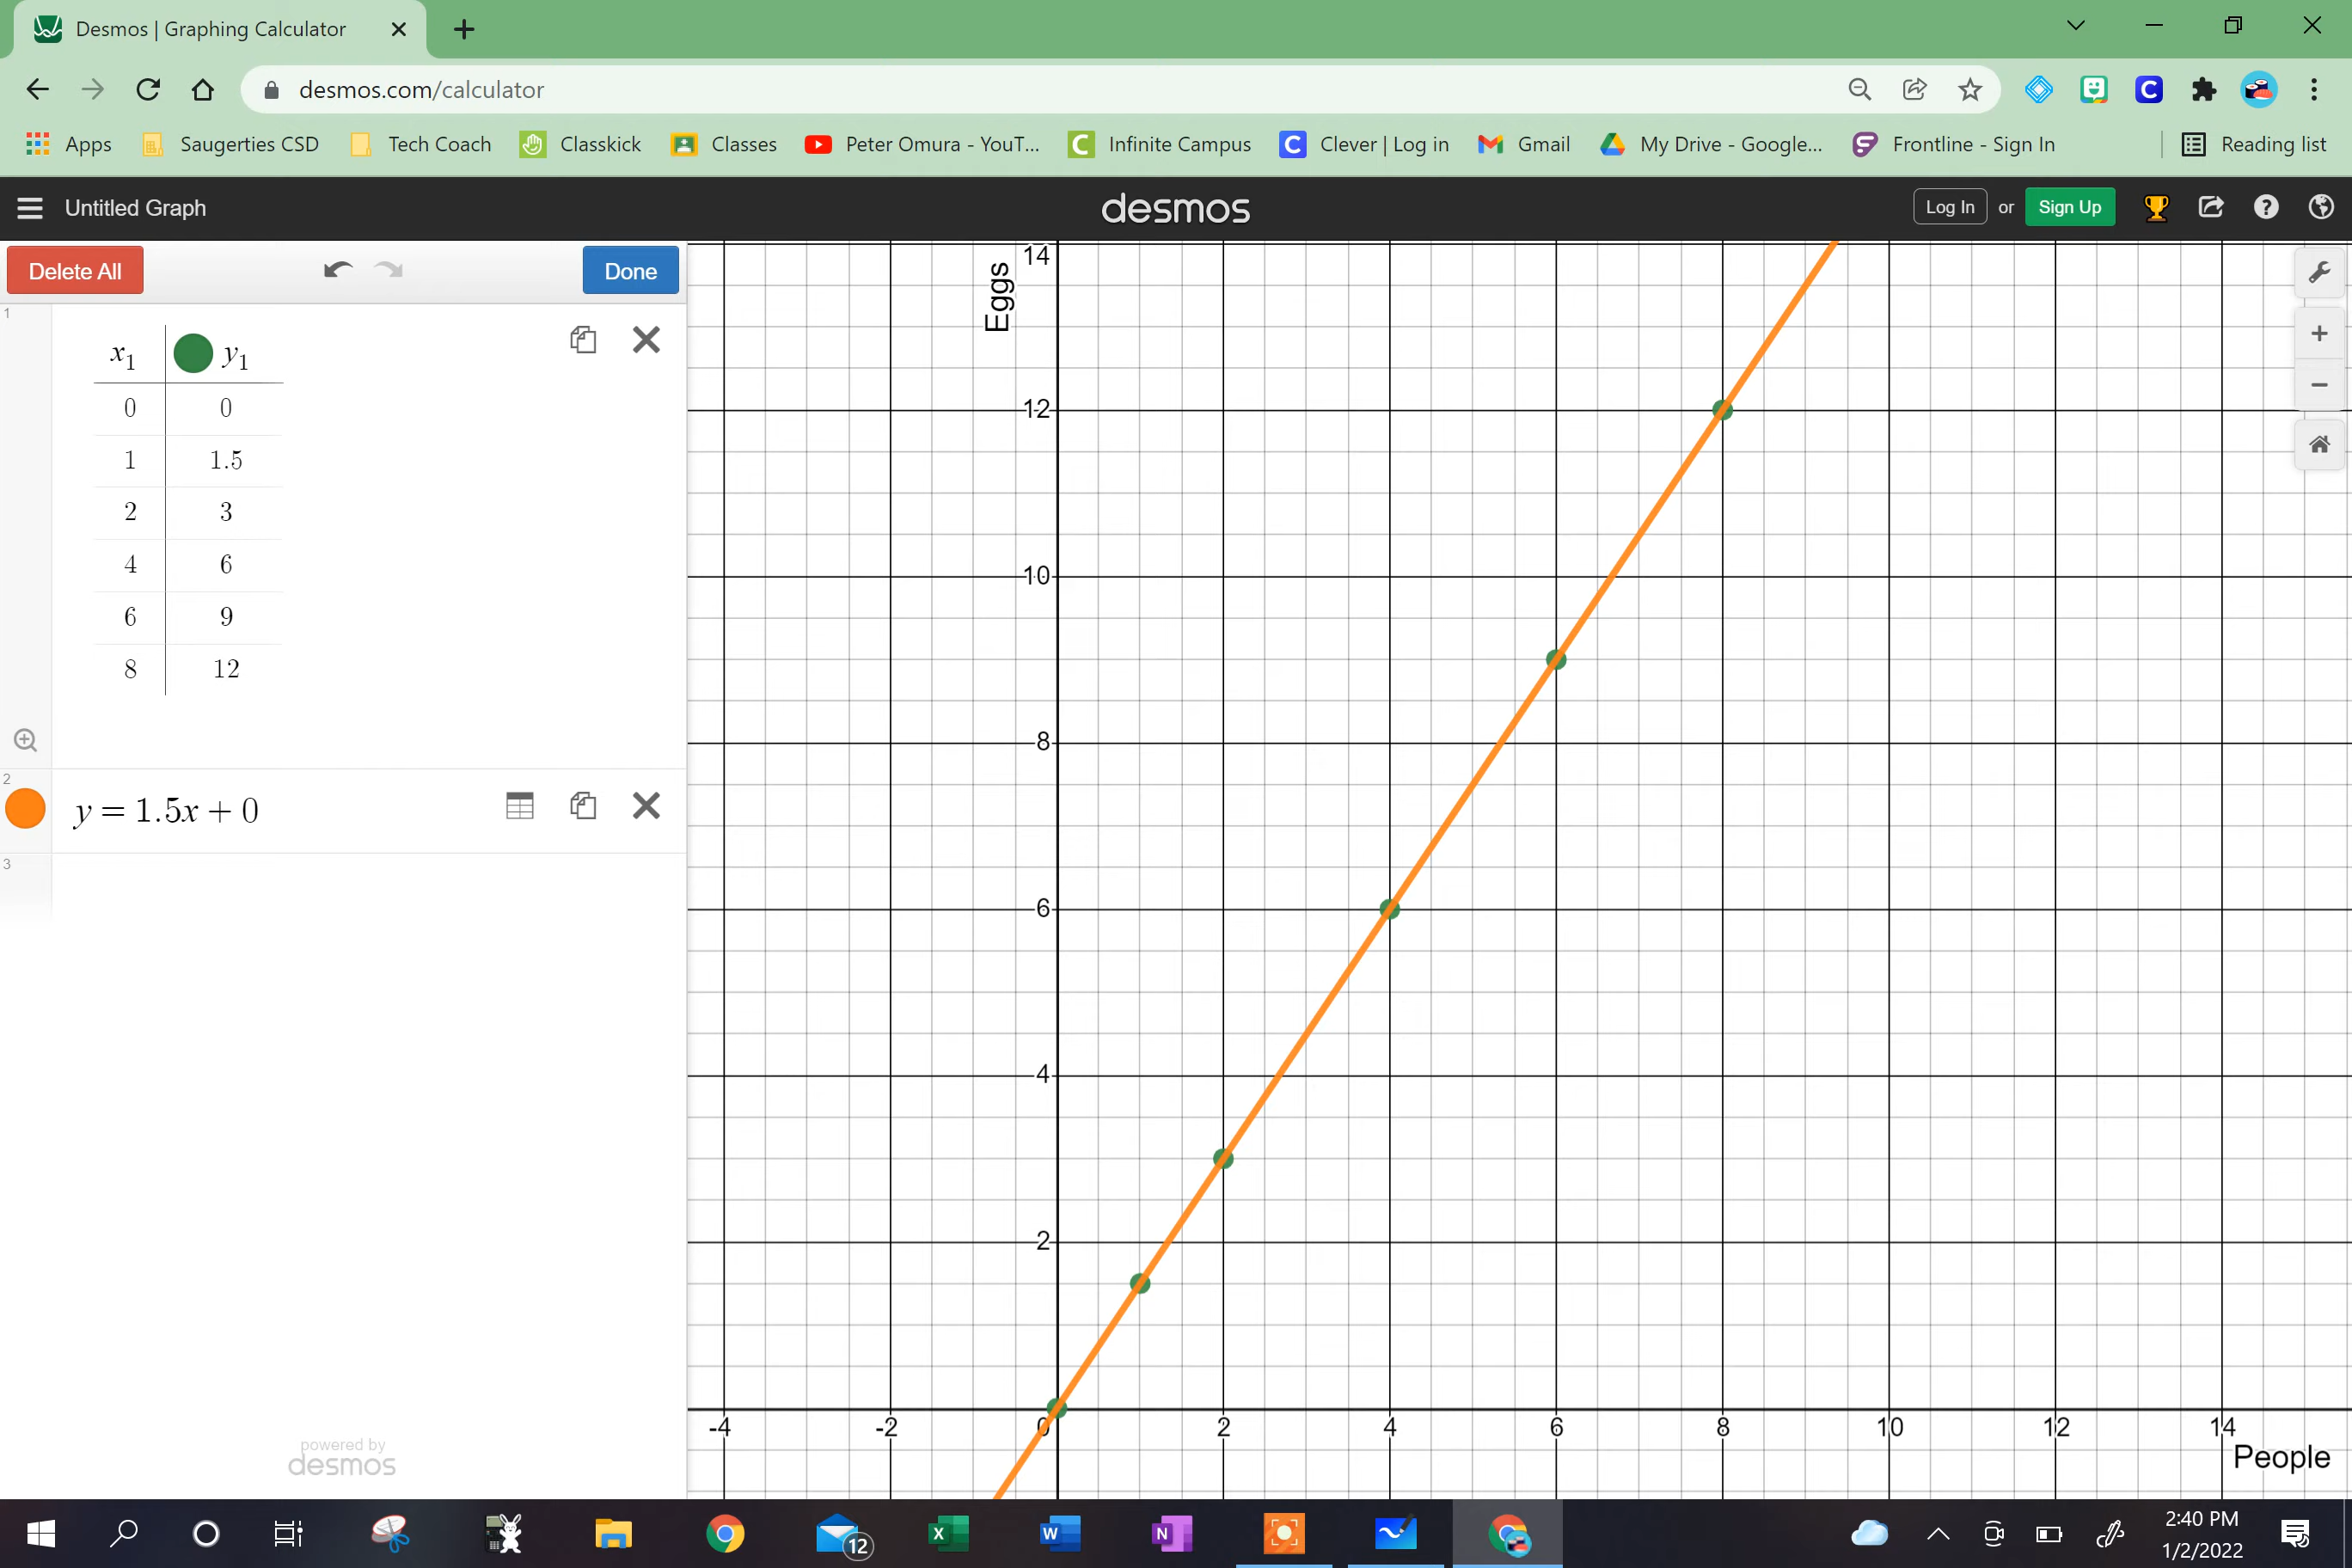 Desmos | Graphing Calculator
desmos.com/calculator
Apps Saugerties CSD Tech Coach Classkick Classes Peter Omura - YouT... Infinite Campus Clever | Log in Gmail My Drive - Google... Frontline - Sign In Reading list
Untitled Graph desmos Log In or Sign Up
Delete All Done
1
x1 y1
0 0
1 1.5
2 3
4 6
6 9
8 12
2
y = 1.5x + 0
3
powered by
desmos
Eggs
14
12
10
8
6
4
2
-4 -2 0 2 4 6 8 10 12 14
People
12
2:40 PM
1/2/2022